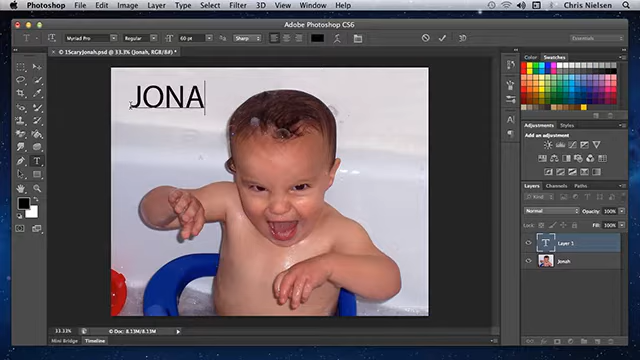 Photoshop File Edit Image Layer Type Select Filter 3D View Window Help Chris Nielsen
Adobe Photoshop CS6
Myriad Pro Regular 60 pt Sharp 3D Essentials
× 1ScaryJonah.psd @ 33.3% (Jonah, RGB/8#) *
JONA
Color Swatches
Adjustments Styles
Add an adjustment
Layers Channels Paths
Kind
Normal Opacity: 100%
Lock: Fill: 100%
T Layer 1
Jonah
33.33% Doc: 8.13M/8.13M
Mini Bridge Timeline